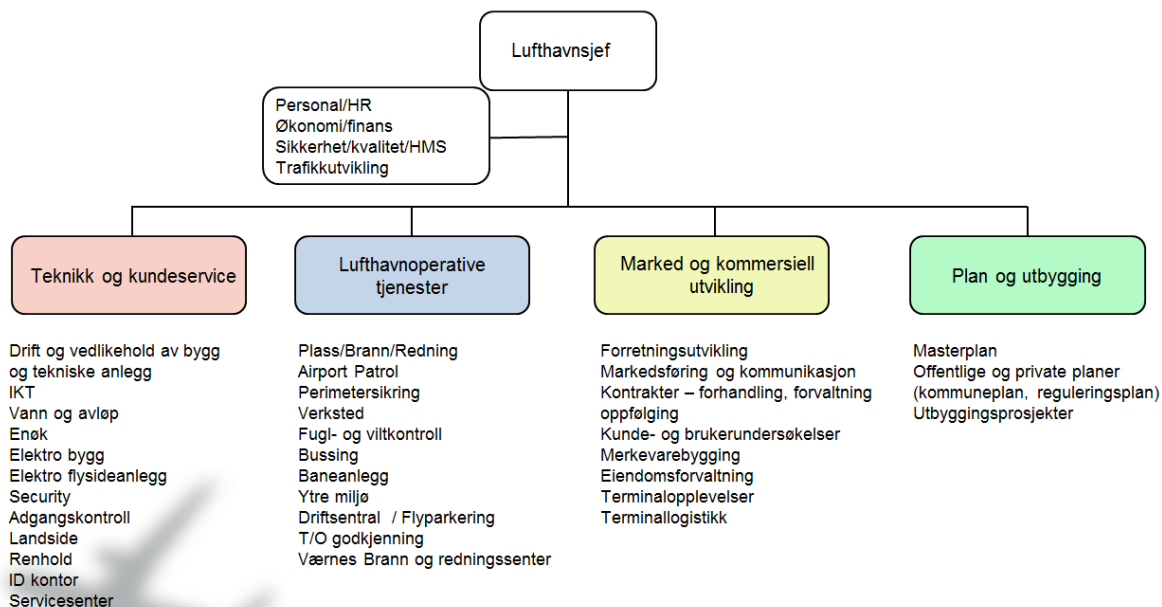 Lufthavnsjef
Personal/HR
Økonomi/finans
Sikkerhet/kvalitet/HMS
Trafikkutvikling
Teknikk og kundeservice
Drift og vedlikehold av bygg
og tekniske anlegg
IKT
Vann og avløp
Enøk
Elektro bygg
Elektro flysideanlegg
Security
Adgangskontroll
Landside
Renhold
ID kontor
Servicesenter
Lufthavnoperative
tjenester
Plass/Brann/Redning
Airport Patrol
Perimetersikring
Verksted
Fugl- og viltkontroll
Bussing
Baneanlegg
Ytre miljø
Driftsentral / Flyparkering
T/O godkjenning
Værnes Brann og redningssenter
Marked og kommersiell
utvikling
Forretningsutvikling
Markedsføring og kommunikasjon
Kontrakter – forhandling, forvaltning
oppfølging
Kunde- og brukerundersøkelser
Merkevarebygging
Eiendomsforvaltning
Terminalopplevelser
Terminallogistikk
Plan og utbygging
Masterplan
Offentlige og private planer
(kommuneplan, reguleringsplan)
Utbyggingsprosjekter